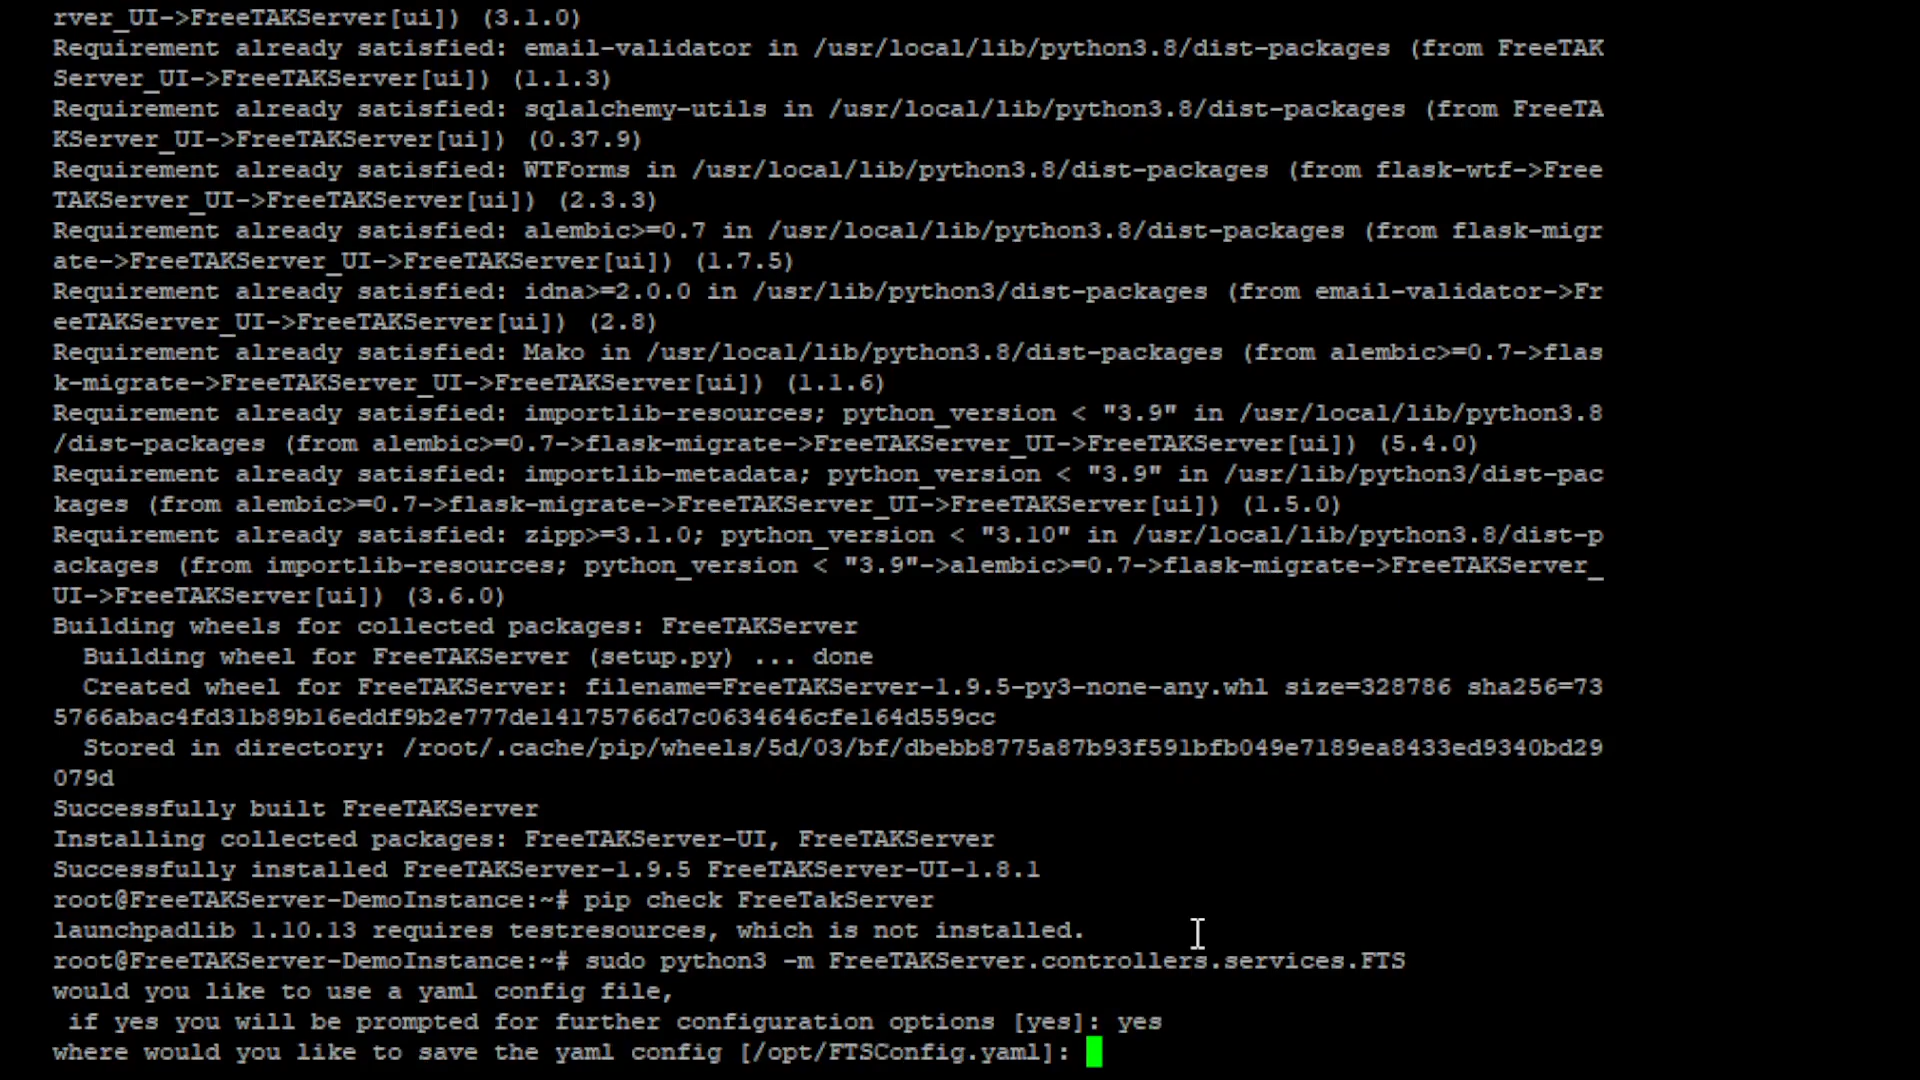 rver_UI->FreeTAKServer[ui]) (3.1.0)
Requirement already satisfied: email-validator in /usr/local/lib/python3.8/dist-packages (from FreeTAK
Server_UI->FreeTAKServer[ui]) (1.1.3)
Requirement already satisfied: sqlalchemy-utils in /usr/local/lib/python3.8/dist-packages (from FreeTA
KServer_UI->FreeTAKServer[ui]) (0.37.9)
Requirement already satisfied: WTForms in /usr/local/lib/python3.8/dist-packages (from flask-wtf->Free
TAKServer_UI->FreeTAKServer[ui]) (2.3.3)
Requirement already satisfied: alembic>=0.7 in /usr/local/lib/python3.8/dist-packages (from flask-migr
ate->FreeTAKServer_UI->FreeTAKServer[ui]) (1.7.5)
Requirement already satisfied: idna>=2.0.0 in /usr/lib/python3/dist-packages (from email-validator->Fr
eeTAKServer_UI->FreeTAKServer[ui]) (2.8)
Requirement already satisfied: Mako in /usr/local/lib/python3.8/dist-packages (from alembic>=0.7->flas
k-migrate->FreeTAKServer_UI->FreeTAKServer[ui]) (1.1.6)
Requirement already satisfied: importlib-resources; python_version < "3.9" in /usr/local/lib/python3.8
/dist-packages (from alembic>=0.7->flask-migrate->FreeTAKServer_UI->FreeTAKServer[ui]) (5.4.0)
Requirement already satisfied: importlib-metadata; python_version < "3.9" in /usr/lib/python3/dist-pac
kages (from alembic>=0.7->flask-migrate->FreeTAKServer_UI->FreeTAKServer[ui]) (1.5.0)
Requirement already satisfied: zipp>=3.1.0; python_version < "3.10" in /usr/local/lib/python3.8/dist-p
ackages (from importlib-resources; python_version < "3.9"->alembic>=0.7->flask-migrate->FreeTAKServer_
UI->FreeTAKServer[ui]) (3.6.0)
Building wheels for collected packages: FreeTAKServer
  Building wheel for FreeTAKServer (setup.py) ... done
  Created wheel for FreeTAKServer: filename=FreeTAKServer-1.9.5-py3-none-any.whl size=328786 sha256=73
5766abac4fd31b89b16eddf9b2e777de14175766d7c0634646cfe164d559cc
  Stored in directory: /root/.cache/pip/wheels/5d/03/bf/dbebb8775a87b93f591bfb049e7189ea8433ed9340bd29
079d
Successfully built FreeTAKServer
Installing collected packages: FreeTAKServer-UI, FreeTAKServer
Successfully installed FreeTAKServer-1.9.5 FreeTAKServer-UI-1.8.1
root@FreeTAKServer-DemoInstance:~# pip check FreeTakServer
launchpadlib 1.10.13 requires testresources, which is not installed.
root@FreeTAKServer-DemoInstance:~# sudo python3 -m FreeTAKServer.controllers.services.FTS
would you like to use a yaml config file,
 if yes you will be prompted for further configuration options [yes]: yes
where would you like to save the yaml config [/opt/FTSConfig.yaml]: